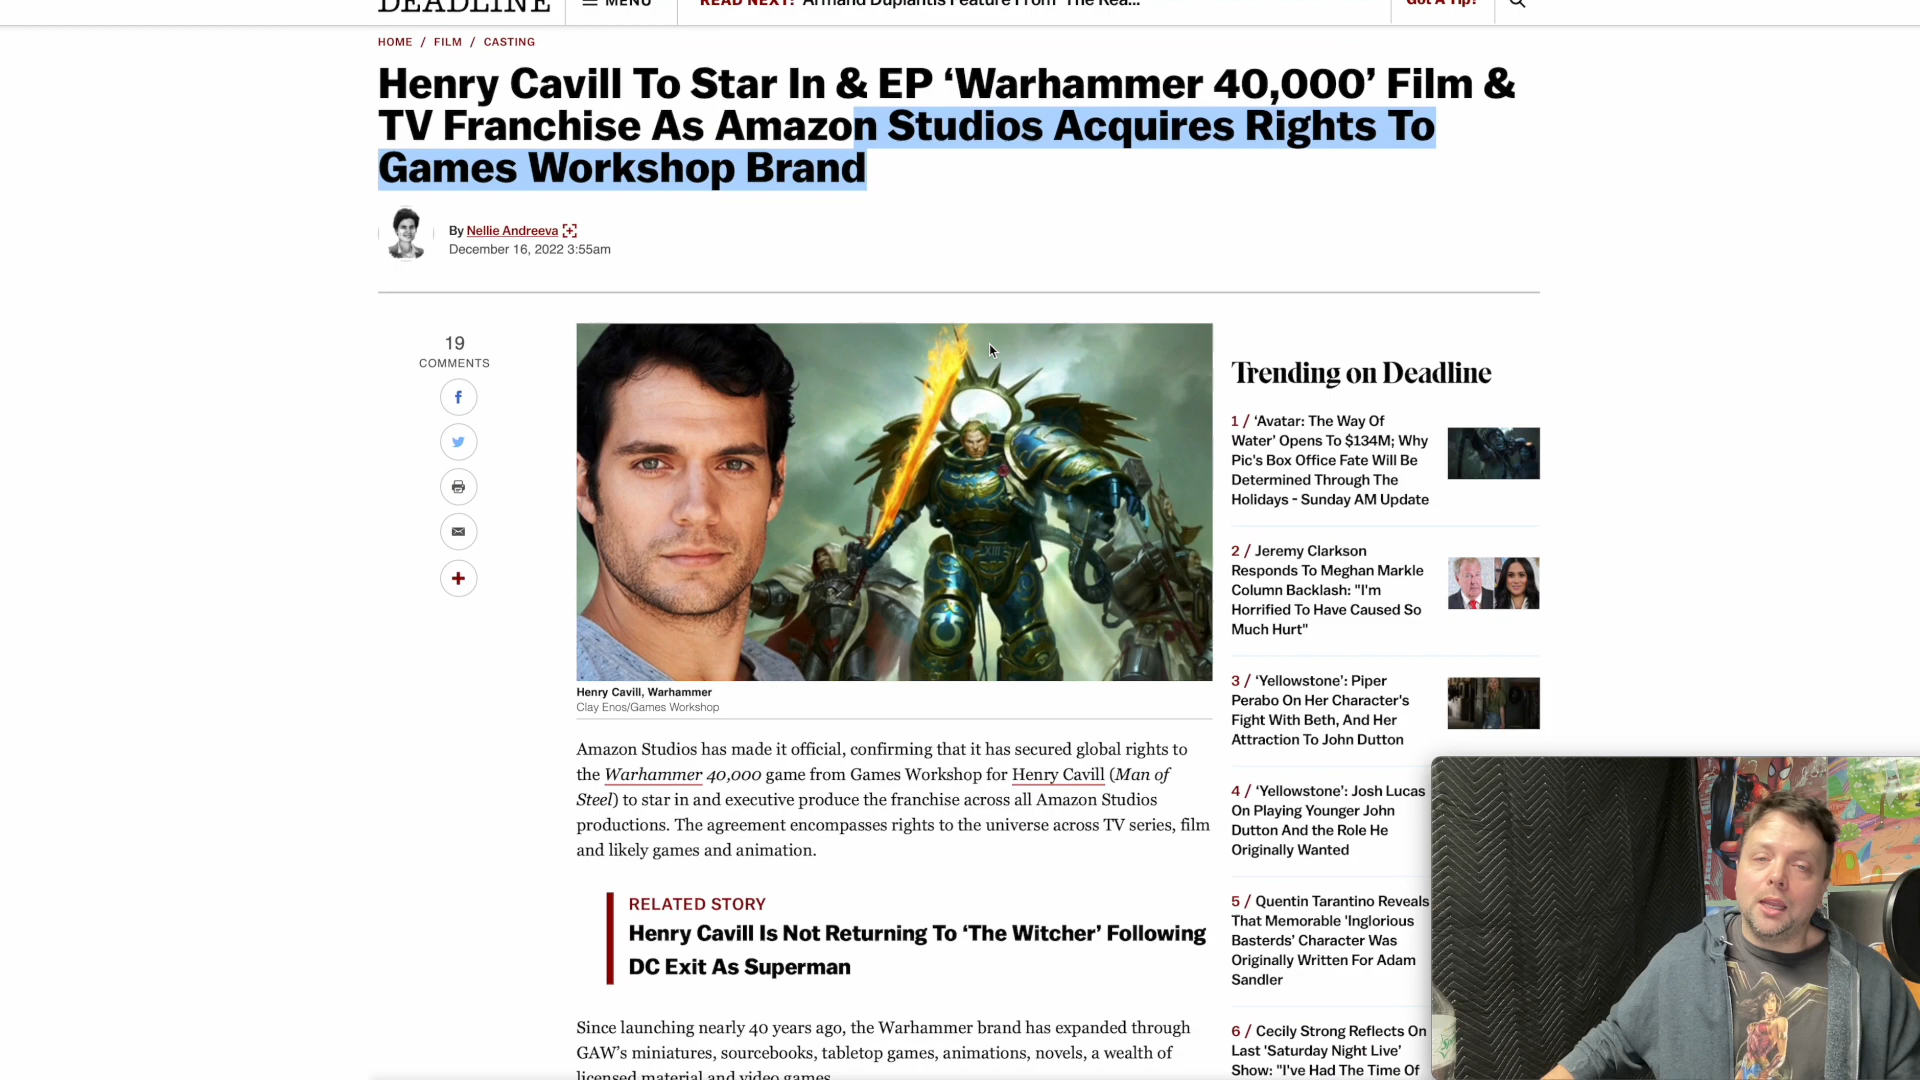 DEADLINE
MENU
READ NEXT: Armand Duplantis Feature From 'The Rea...
Got A Tip?
HOME / FILM / CASTING
Henry Cavill To Star In & EP ‘Warhammer 40,000’ Film &
TV Franchise As Amazon Studios Acquires Rights To
Games Workshop Brand
By Nellie Andreeva
December 16, 2022 3:55am
19
COMMENTS
XIII
Henry Cavill, Warhammer
Clay Enos/Games Workshop
Amazon Studios has made it official, confirming that it has secured global rights to
the Warhammer 40,000 game from Games Workshop for Henry Cavill (Man of
Steel) to star in and executive produce the franchise across all Amazon Studios
productions. The agreement encompasses rights to the universe across TV series, film
and likely games and animation.
RELATED STORY
Henry Cavill Is Not Returning To ‘The Witcher’ Following
DC Exit As Superman
Since launching nearly 40 years ago, the Warhammer brand has expanded through
GAW’s miniatures, sourcebooks, tabletop games, animations, novels, a wealth of
licensed material and video games.
Trending on Deadline
1 / ‘Avatar: The Way Of
Water’ Opens To $134M; Why
Pic's Box Office Fate Will Be
Determined Through The
Holidays – Sunday AM Update
2 / Jeremy Clarkson
Responds To Meghan Markle
Column Backlash: "I'm
Horrified To Have Caused So
Much Hurt"
3 / ‘Yellowstone’: Piper
Perabo On Her Character's
Fight With Beth, And Her
Attraction To John Dutton
4 / ‘Yellowstone’: Josh Lucas
On Playing Younger John
Dutton And the Role He
Originally Wanted
5 / Quentin Tarantino Reveals
That Memorable 'Inglorious
Basterds’ Character Was
Originally Written For Adam
Sandler
6 / Cecily Strong Reflects On
Last 'Saturday Night Live’
Show: "I've Had The Time Of